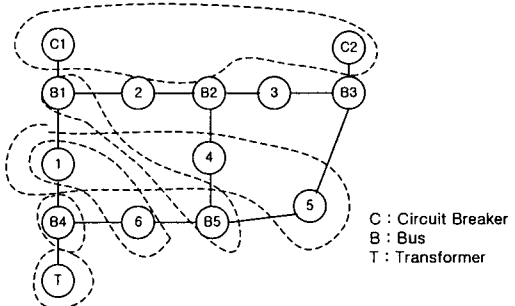 C1
C2
B1
2
B2
3
B3
1
4
5
B4
6
B5
T
C : Circuit Breaker
B : Bus
T : Transformer